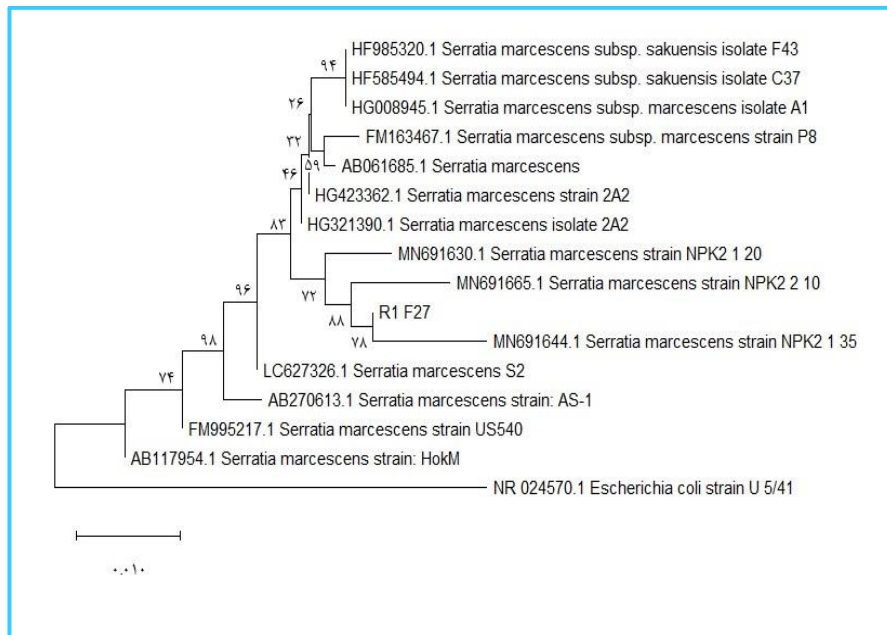 HF985320.1 Serratia marcescens subsp. sakuensis isolate F43
۹۴
HF585494.1 Serratia marcescens subsp. sakuensis isolate C37
۲۶
HG008945.1 Serratia marcescens subsp. marcescens isolate A1
۳۲
FM163467.1 Serratia marcescens subsp. marcescens strain P8
۵۹
AB061685.1 Serratia marcescens
۴۶
HG423362.1 Serratia marcescens strain 2A2
۸۳
HG321390.1 Serratia marcescens isolate 2A2
MN691630.1 Serratia marcescens strain NPK2 1 20
۷۲
MN691665.1 Serratia marcescens strain NPK2 2 10
۹۶
R1 F27
۸۸
۷۸
MN691644.1 Serratia marcescens strain NPK2 1 35
۹۸
LC627326.1 Serratia marcescens S2
۷۴
AB270613.1 Serratia marcescens strain: AS-1
FM995217.1 Serratia marcescens strain US540
AB117954.1 Serratia marcescens strain: HokM
NR 024570.1 Escherichia coli strain U 5/41
۰.۰۱۰